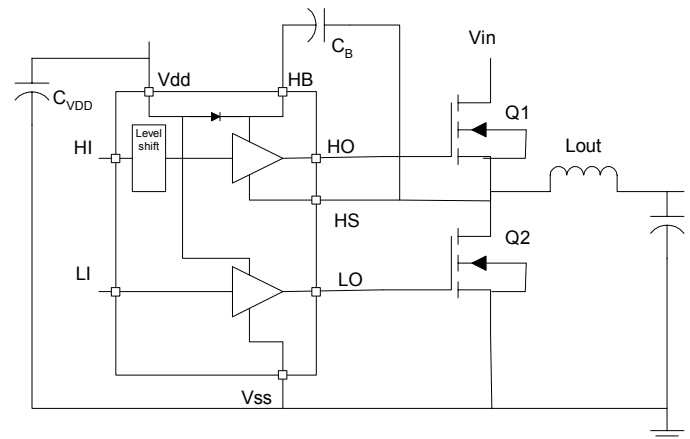 Vin
C_B
Vdd
HB
C_VDD
Q1
Level
shift
HI
HO
Lout
HS
Q2
LI
LO
Vss